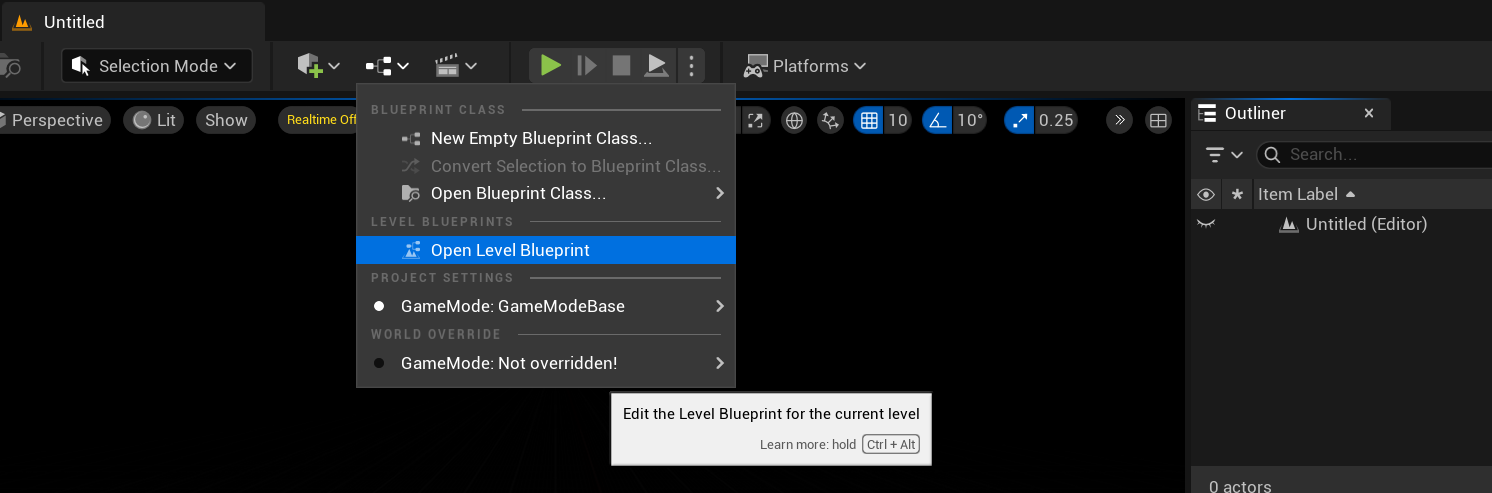 Untitled
Selection Mode
Platforms
Perspective
Lit
Show
Realtime Off
10
10°
0.25
Outliner
Search...
Item Label
Untitled (Editor)
0 actors
BLUEPRINT CLASS
New Empty Blueprint Class...
Convert Selection to Blueprint Class...
Open Blueprint Class...
LEVEL BLUEPRINTS
Open Level Blueprint
PROJECT SETTINGS
GameMode: GameModeBase
WORLD OVERRIDE
GameMode: Not overridden!
Edit the Level Blueprint for the current level
Learn more: hold Ctrl + Alt